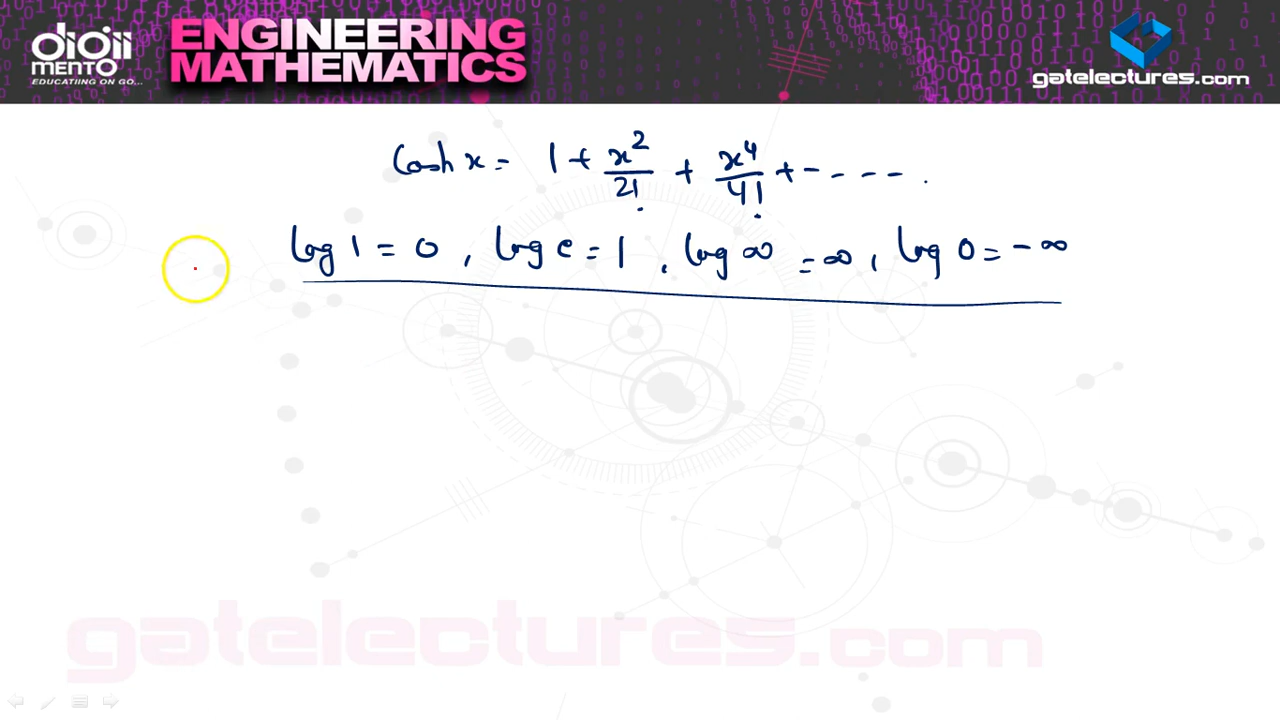 digii
MENTO
EDUCATIING ON GO...
ENGINEERING
MATHEMATICS
gatelectures.com
Cosh x = 1 + x²/2! + x⁴/4! + - - - - - .
log 1 = 0 , log e = 1 , log ∞ = ∞ , log 0 = - ∞
gatelectures.com